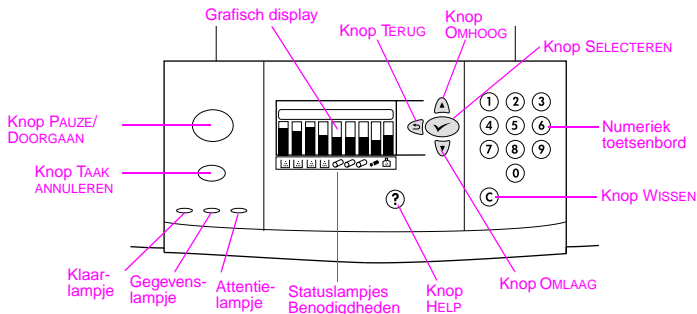 Grafisch display
Knop
OMHOOG
Knop TERUG
Knop SELECTEREN
Knop PAUZE/
DOORGAAN
1 2 3
4 5 6
7 8 9
0
Numeriek
toetsenbord
Knop TAAK
ANNULEREN
?
C
Knop WISSEN
Klaar-
lampje
Gegevens-
lampje
Attentie-
lampje
Statuslampjes
Benodigdheden
Knop
HELP
Knop OMLAAG